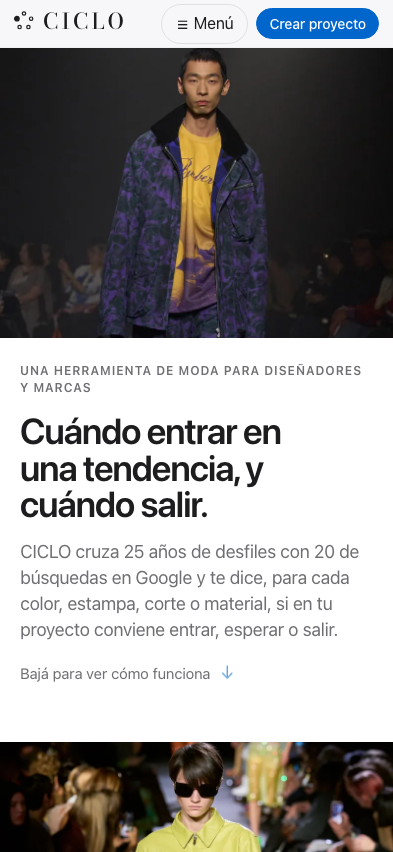 CICLO
≡ Menú
Crear proyecto
UNA HERRAMIENTA DE MODA PARA DISEÑADORES
Y MARCAS
Cuándo entrar en
una tendencia, y
cuándo salir.
CICLO cruza 25 años de desfiles con 20 de
búsquedas en Google y te dice, para cada
color, estampa, corte o material, si en tu
proyecto conviene entrar, esperar o salir.
Bajá para ver cómo funciona ↓